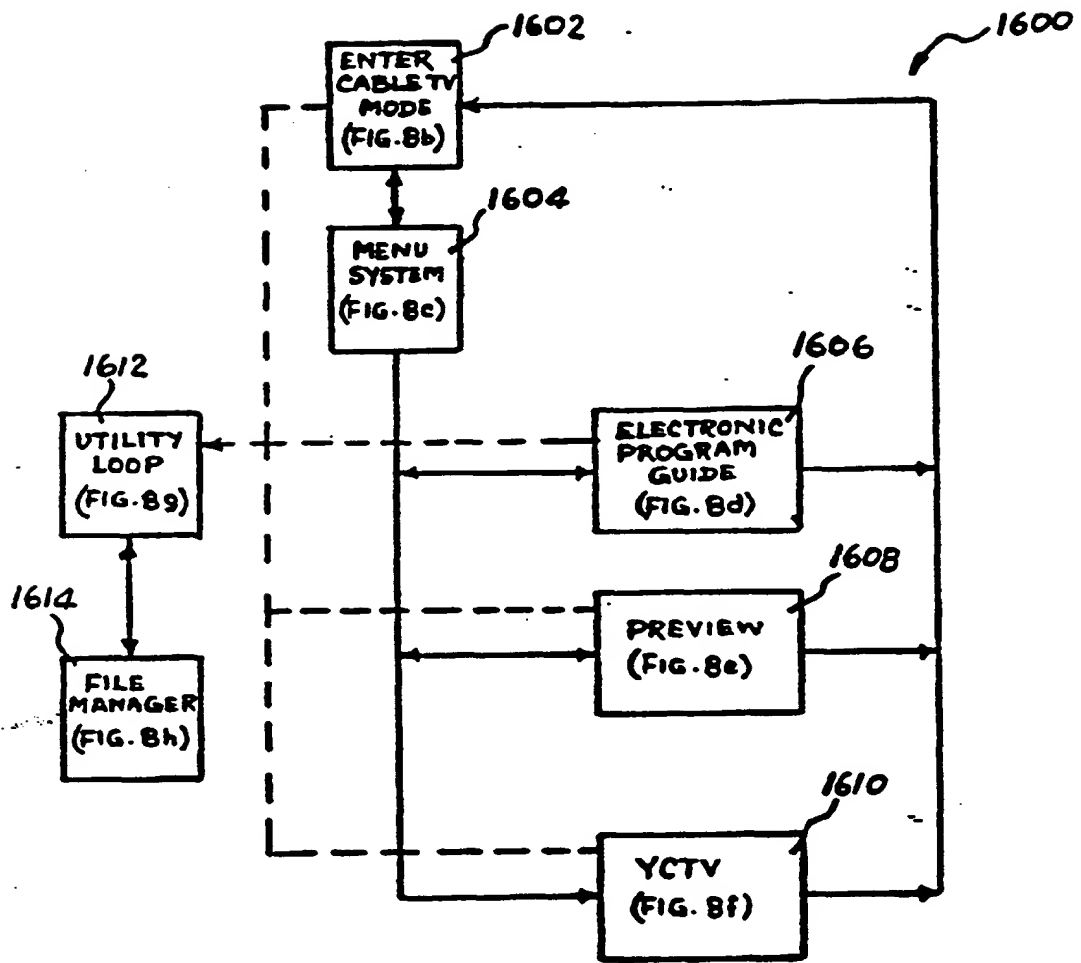 1600
1602
ENTER
CABLE TV
MODE
(FIG.8b)
1604
MENU
SYSTEM
(FIG.8c)
1606
ELECTRONIC
PROGRAM
GUIDE
(FIG.8d)
1612
UTILITY
LOOP
(FIG.8g)
1608
PREVIEW
(FIG.8e)
1614
FILE
MANAGER
(FIG.8h)
1610
YCTV
(FIG.8f)